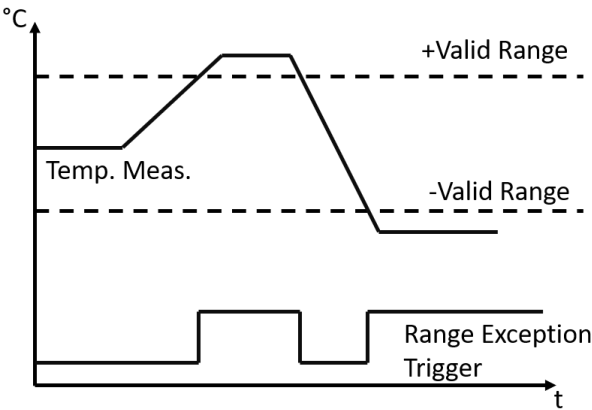 °C
+Valid Range
Temp. Meas.
-Valid Range
Range Exception
Trigger
t